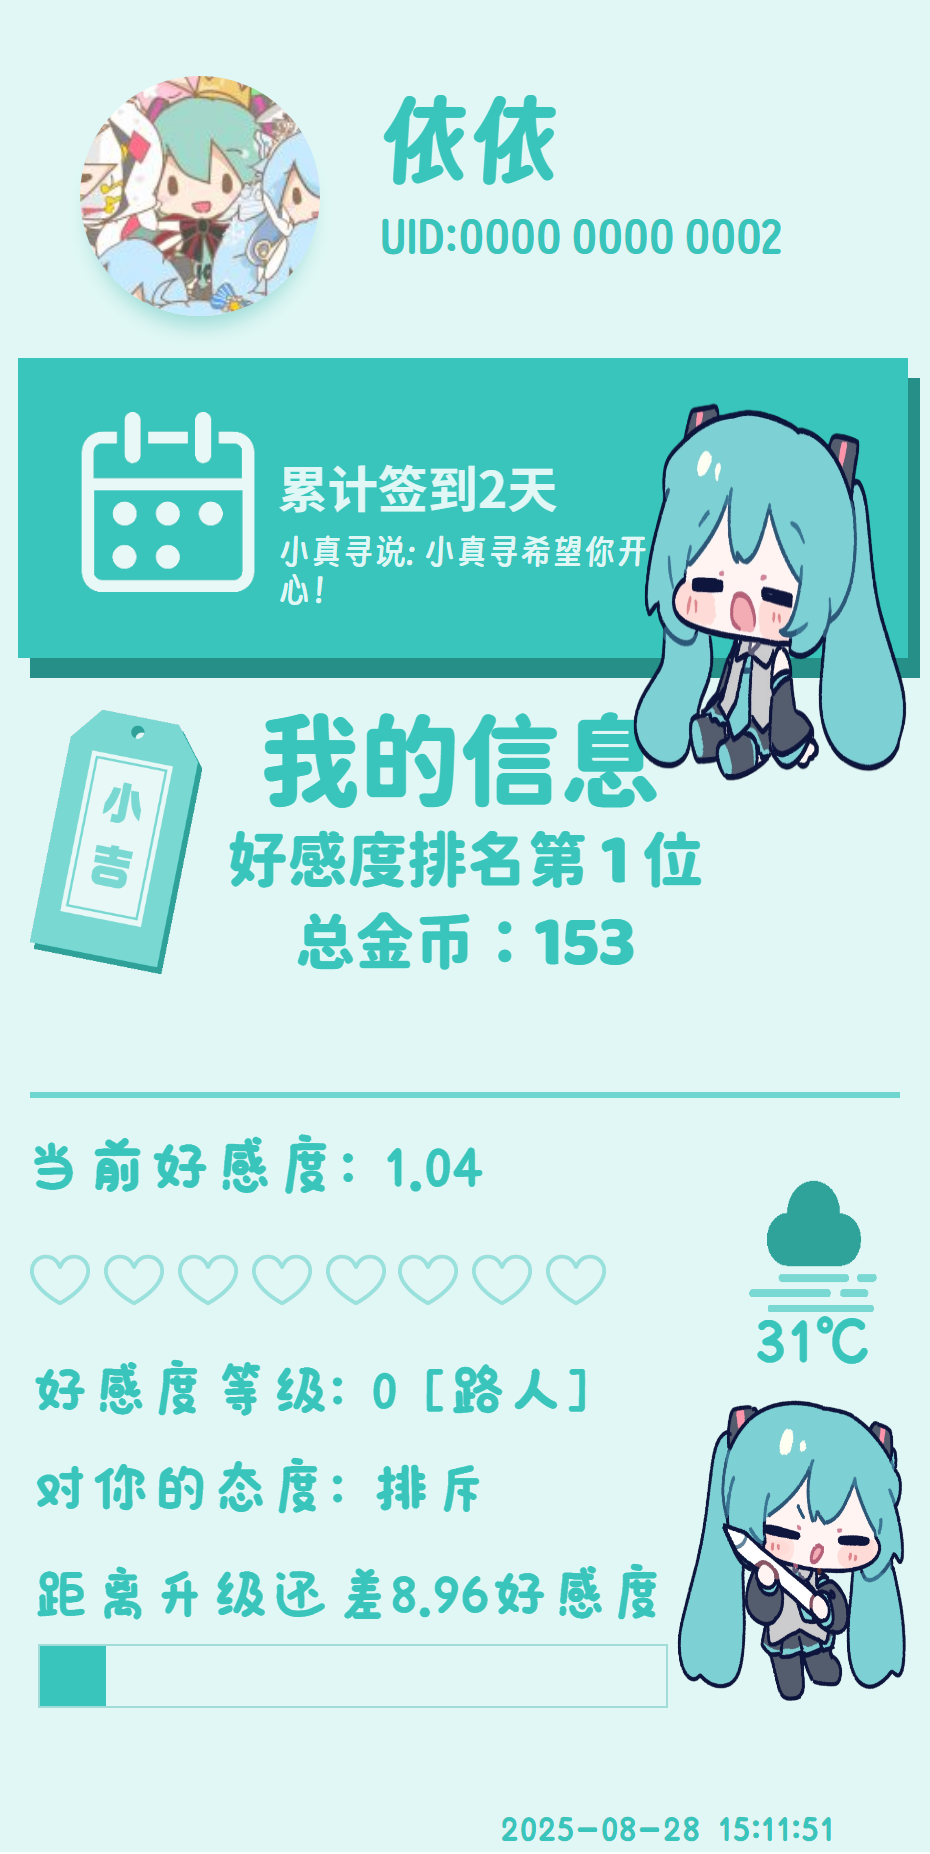 依依
UID:0000 0000 0002
累计签到2天
小真寻说: 小真寻希望你开
心!
我的信息
小
吉
好感度排名第1位
总金币：153
当前好感度: 1.04
31℃
好感度等级: 0 [路人]
对你的态度: 排斥
距离升级还差8.96好感度
2025-08-28 15:11:51